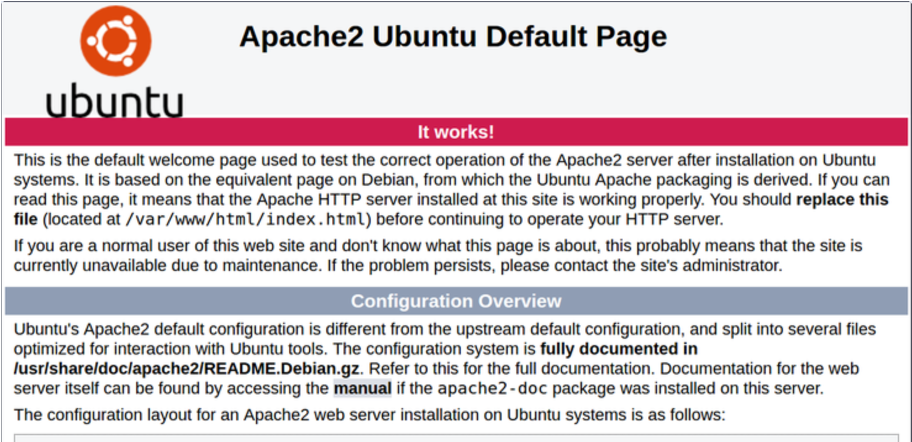 Apache2 Ubuntu Default Page
ubuntu
It works!
This is the default welcome page used to test the correct operation of the Apache2 server after installation on Ubuntu
systems. It is based on the equivalent page on Debian, from which the Ubuntu Apache packaging is derived. If you can
read this page, it means that the Apache HTTP server installed at this site is working properly. You should replace this
file (located at /var/www/html/index.html) before continuing to operate your HTTP server.
If you are a normal user of this web site and don't know what this page is about, this probably means that the site is
currently unavailable due to maintenance. If the problem persists, please contact the site's administrator.
Configuration Overview
Ubuntu's Apache2 default configuration is different from the upstream default configuration, and split into several files
optimized for interaction with Ubuntu tools. The configuration system is fully documented in
/usr/share/doc/apache2/README.Debian.gz. Refer to this for the full documentation. Documentation for the web
server itself can be found by accessing the manual if the apache2-doc package was installed on this server.
The configuration layout for an Apache2 web server installation on Ubuntu systems is as follows: